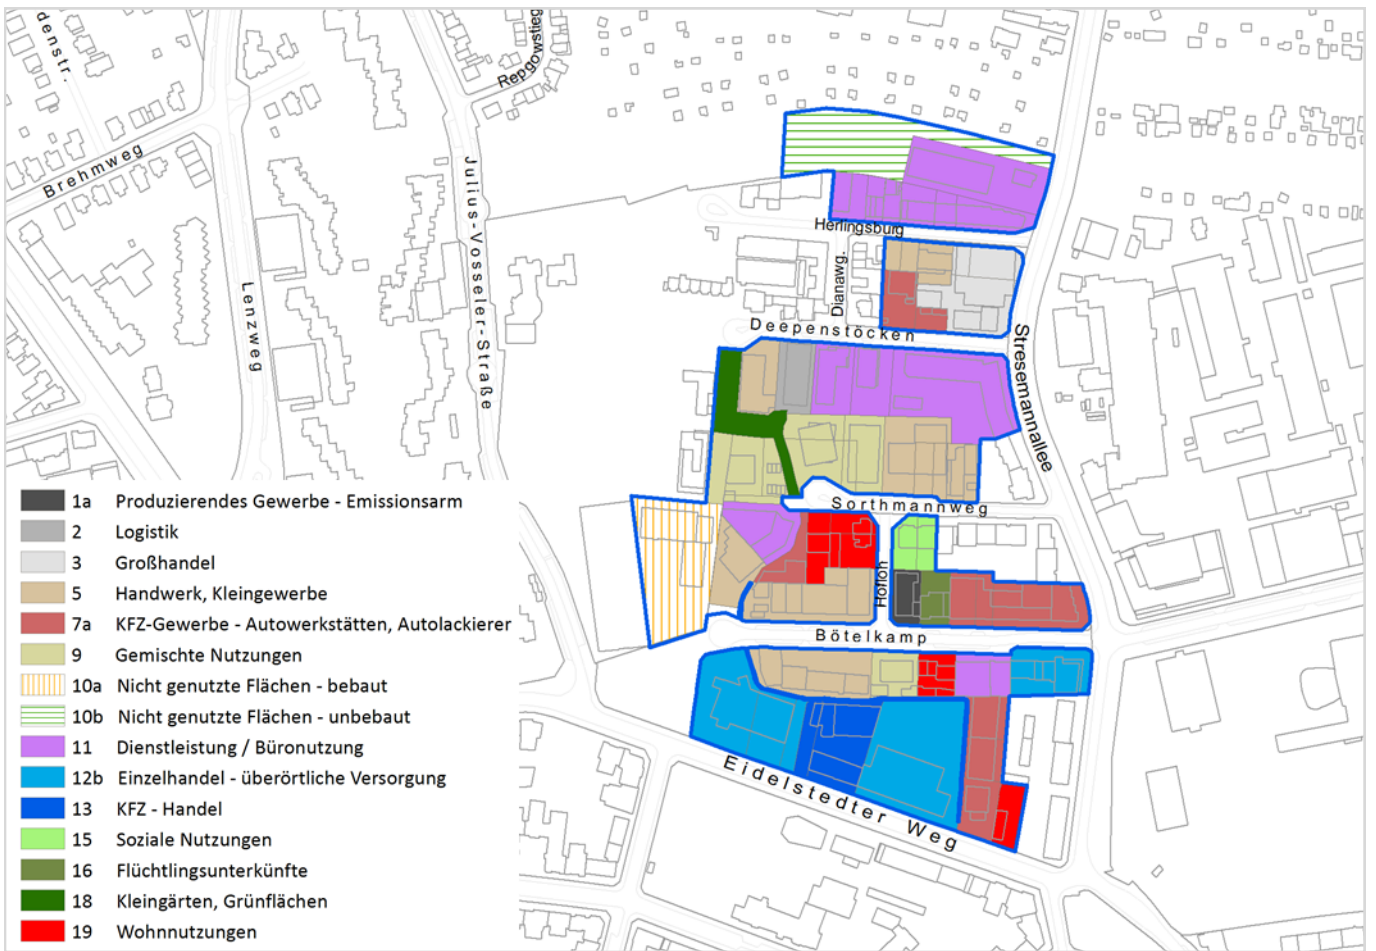 denstr.
Repgowstieg
Brehmweg
Julius-Vosseler-Straße
Lenzweg
Herlingsburg
Dianawg.
Deepenstöcken
Stresemannallee
Sortmannweg
Hofloh
Bötelkamp
Eidelstedter Weg
1a Produzierendes Gewerbe - Emissionsarm
2 Logistik
3 Großhandel
5 Handwerk, Kleingewerbe
7a KFZ-Gewerbe - Autowerkstätten, Autolackierer
9 Gemischte Nutzungen
10a Nicht genutzte Flächen - bebaut
10b Nicht genutzte Flächen - unbebaut
11 Dienstleistung / Büronutzung
12b Einzelhandel - überörtliche Versorgung
13 KFZ - Handel
15 Soziale Nutzungen
16 Flüchtlingsunterkünfte
18 Kleingärten, Grünflächen
19 Wohnnutzungen